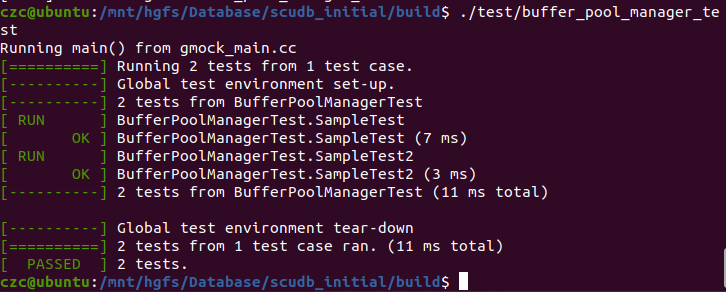 czc@ubuntu:/mnt/hgfs/Database/scudb_initial/build$ ./test/buffer_pool_manager_te
st
Running main() from gmock_main.cc
[==========] Running 2 tests from 1 test case.
[----------] Global test environment set-up.
[----------] 2 tests from BufferPoolManagerTest
[ RUN      ] BufferPoolManagerTest.SampleTest
[       OK ] BufferPoolManagerTest.SampleTest (7 ms)
[ RUN      ] BufferPoolManagerTest.SampleTest2
[       OK ] BufferPoolManagerTest.SampleTest2 (3 ms)
[----------] 2 tests from BufferPoolManagerTest (11 ms total)

[----------] Global test environment tear-down
[==========] 2 tests from 1 test case ran. (11 ms total)
[  PASSED  ] 2 tests.
czc@ubuntu:/mnt/hgfs/Database/scudb_initial/build$